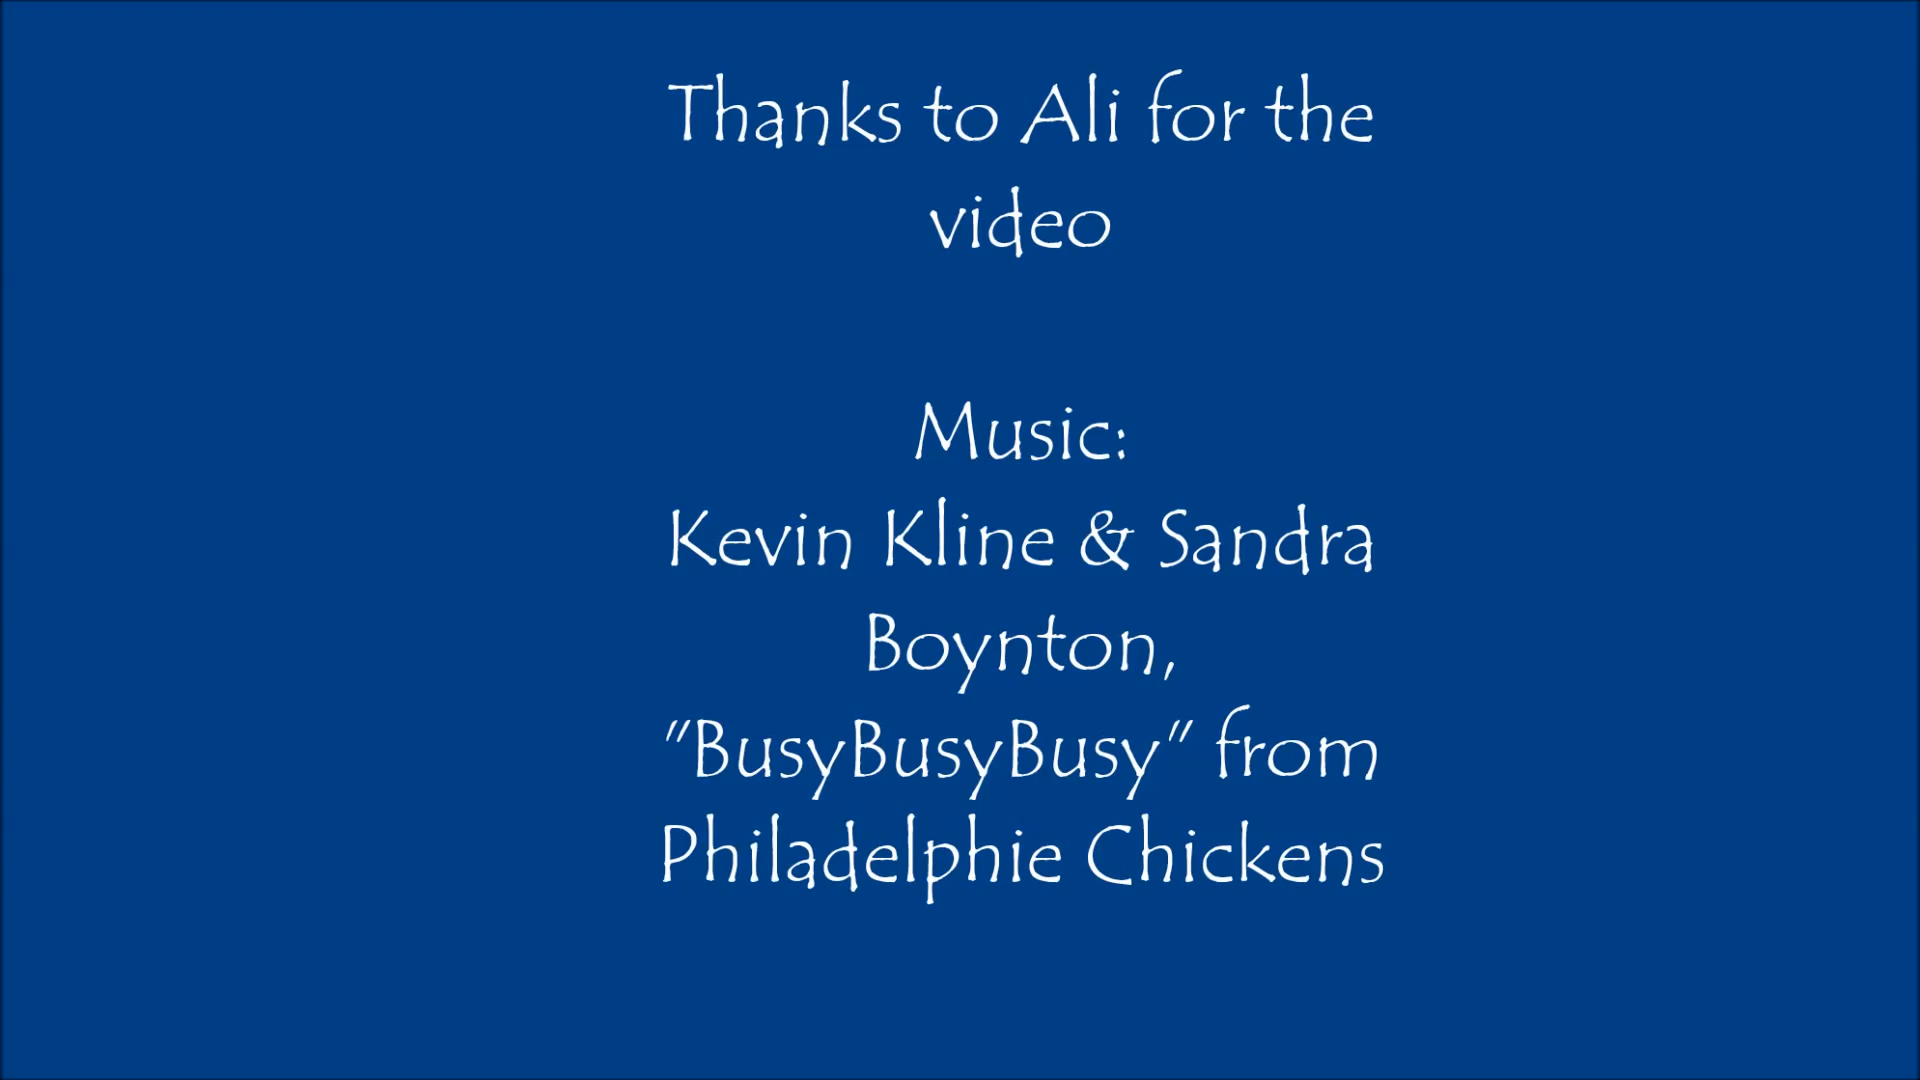 Thanks to Ali for the
video
Music:
Kevin Kline & Sandra
Boynton,
"BusyBusyBusy" from
Philadelphie Chickens